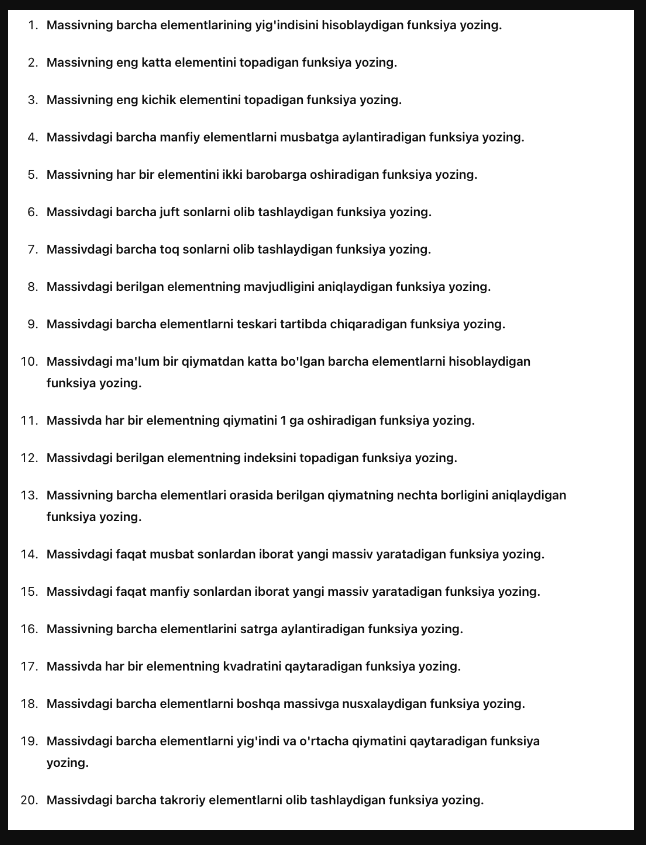 1. Massivning barcha elementlarining yig'indisini hisoblaydigan funksiya yozing.
2. Massivning eng katta elementini topadigan funksiya yozing.
3. Massivning eng kichik elementini topadigan funksiya yozing.
4. Massivdagi barcha manfiy elementlarni musbatga aylantiradigan funksiya yozing.
5. Massivning har bir elementini ikki barobarga oshiradigan funksiya yozing.
6. Massivdagi barcha juft sonlarni olib tashlaydigan funksiya yozing.
7. Massivdagi barcha toq sonlarni olib tashlaydigan funksiya yozing.
8. Massivdagi berilgan elementning mavjudligini aniqlaydigan funksiya yozing.
9. Massivdagi barcha elementlarni teskari tartibda chiqaradigan funksiya yozing.
10. Massivdagi ma'lum bir qiymatdan katta bo'lgan barcha elementlarni hisoblaydigan
funksiya yozing.
11. Massivda har bir elementning qiymatini 1 ga oshiradigan funksiya yozing.
12. Massivdagi berilgan elementning indeksini topadigan funksiya yozing.
13. Massivning barcha elementlari orasida berilgan qiymatning nechta borligini aniqlaydigan
funksiya yozing.
14. Massivdagi faqat musbat sonlardan iborat yangi massiv yaratadigan funksiya yozing.
15. Massivdagi faqat manfiy sonlardan iborat yangi massiv yaratadigan funksiya yozing.
16. Massivning barcha elementlarini satrga aylantiradigan funksiya yozing.
17. Massivda har bir elementning kvadratini qaytaradigan funksiya yozing.
18. Massivdagi barcha elementlarni boshqa massivga nusxalaydigan funksiya yozing.
19. Massivdagi barcha elementlarni yig'indi va o'rtacha qiymatini qaytaradigan funksiya
yozing.
20. Massivdagi barcha takroriy elementlarni olib tashlaydigan funksiya yozing.